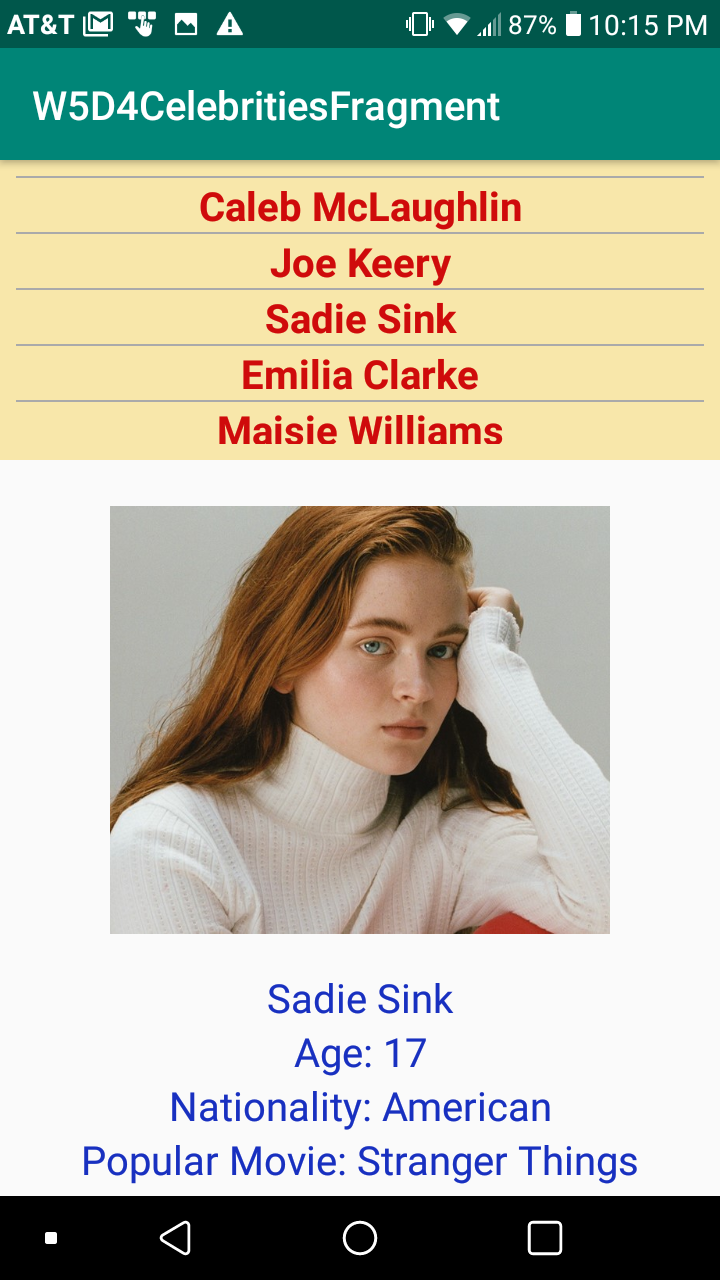 AT&T 87% 10:15 PM
W5D4CelebritiesFragment
Caleb McLaughlin
Joe Keery
Sadie Sink
Emilia Clarke
Maisie Williams
Sadie Sink
Age: 17
Nationality: American
Popular Movie: Stranger Things